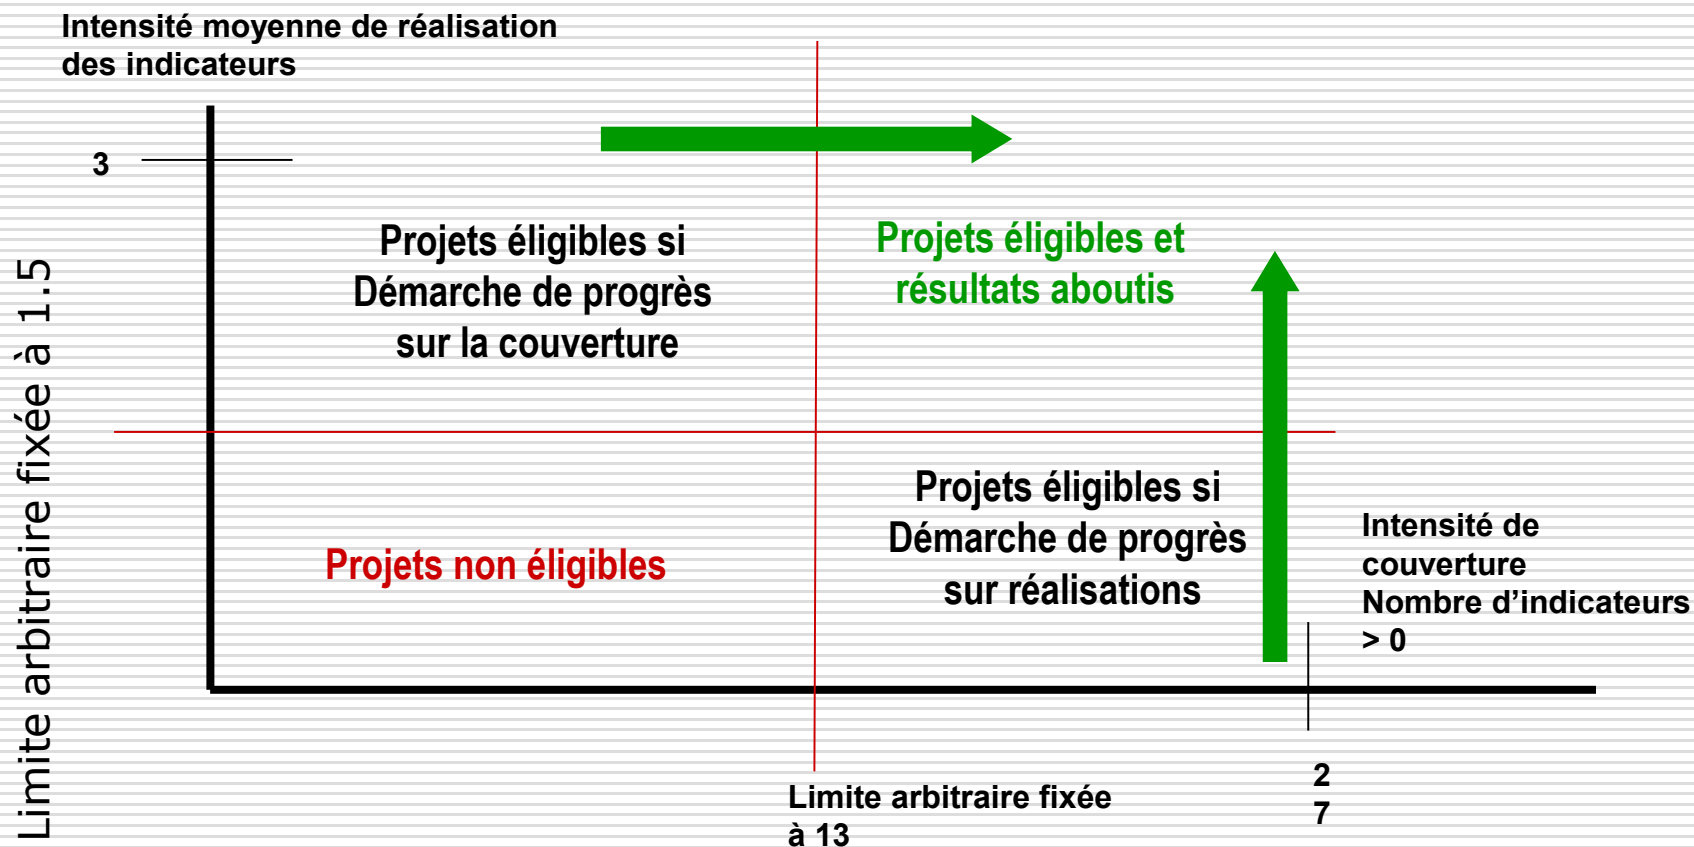 Intensité moyenne de réalisation
des indicateurs
3
Projets éligibles si
Démarche de progrès
sur la couverture
Projets éligibles et
résultats aboutis
Limite arbitraire fixée à 1.5
Projets non éligibles
Projets éligibles si
Démarche de progrès
sur réalisations
Intensité de
couverture
Nombre d’indicateurs
> 0
Limite arbitraire fixée
à 13
2
7